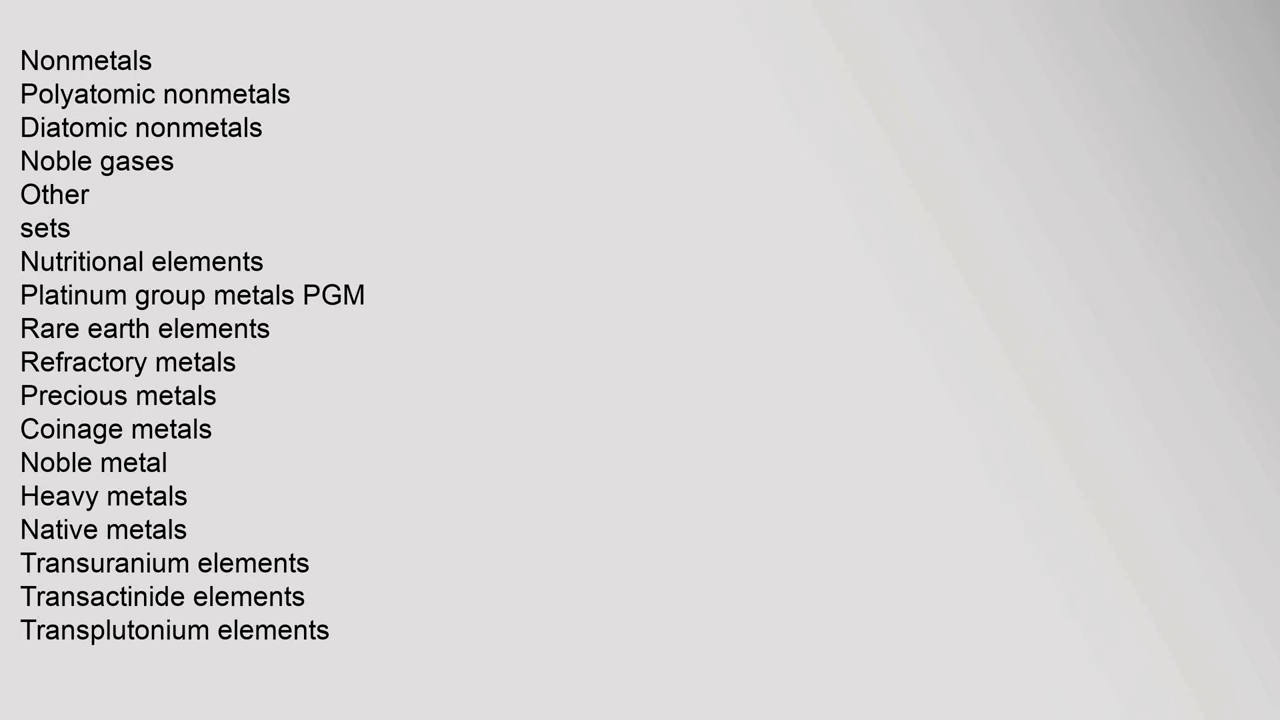 Nonmetals
Polyatomic nonmetals
Diatomic nonmetals
Noble gases
Other
sets
Nutritional elements
Platinum group metals PGM
Rare earth elements
Refractory metals
Precious metals
Coinage metals
Noble metal
Heavy metals
Native metals
Transuranium elements
Transactinide elements
Transplutonium elements